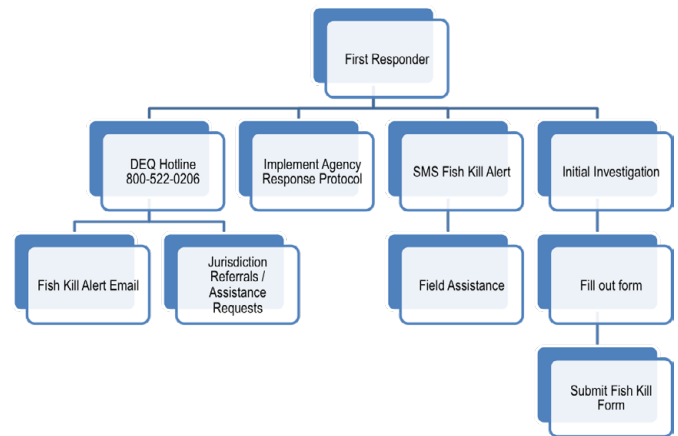 First Responder
DEQ Hotline
800-522-0206
Implement Agency
Response Protocol
SMS Fish Kill Alert
Initial Investigation
Fish Kill Alert Email
Jurisdiction
Referrals /
Assistance
Requests
Field Assistance
Fill out form
Submit Fish Kill
Form